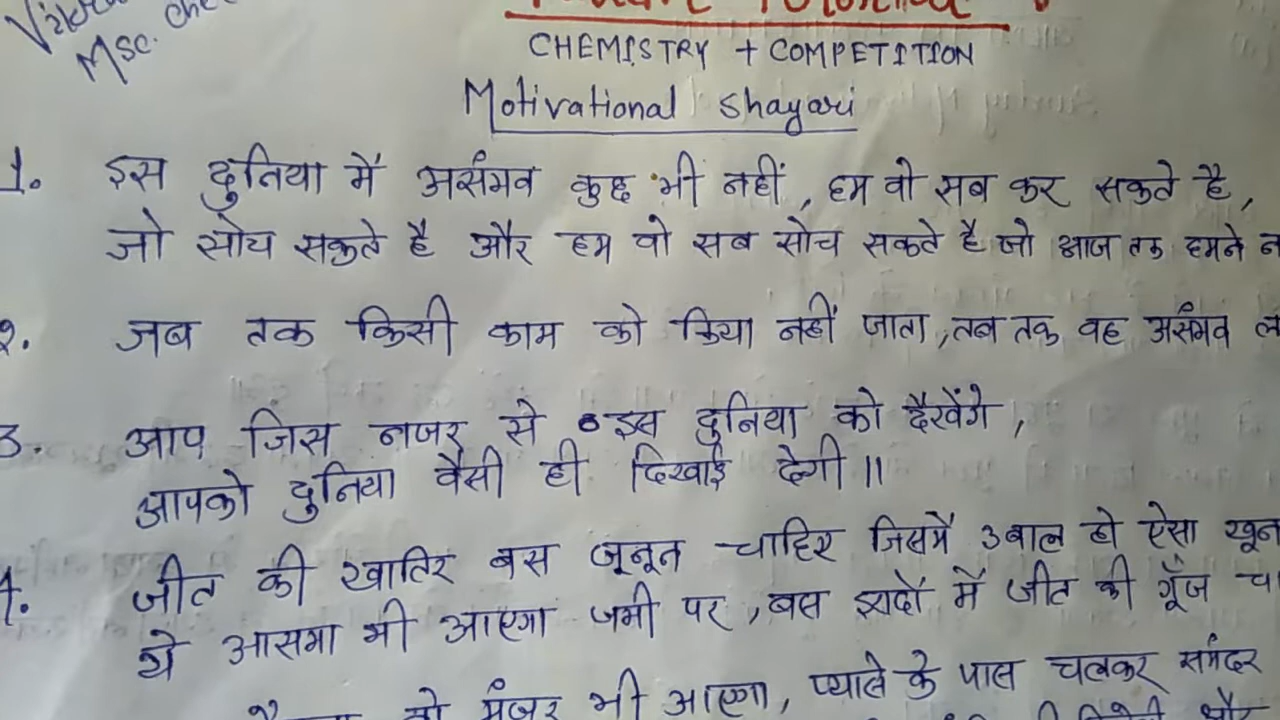 MSC.
CHEMISTRY + COMPETITION
Motivational shayari
1. इस दुनिया में असंभव कुछ भी नहीं, हम वो सब कर सकते है,
जो सोच सकते है और हम वो सब सोच सकते है जो आज तक हमने
2. जब तक किसी काम को किया नहीं जाता, तब तक वह असंभव
3. आप जिस नजर से इस दुनिया को देखेंगे,
आपको दुनिया वैसी ही दिखाई देगी॥
4. जीत की खातिर बस जूनून चाहिए जिसमें उबाल हो ऐसा खून
ये आसमा भी आएगा जमी पर, बस इरादों में जीत की गूँज
तो मंजर भी आएगा, प्यासे के पास चलकर समंदर